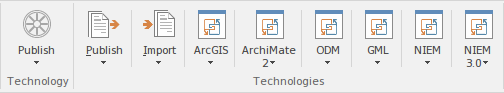 Publish Publish Import ArcGIS ArchiMate ODM GML NIEM NIEM
2 3.0
Technology Technologies